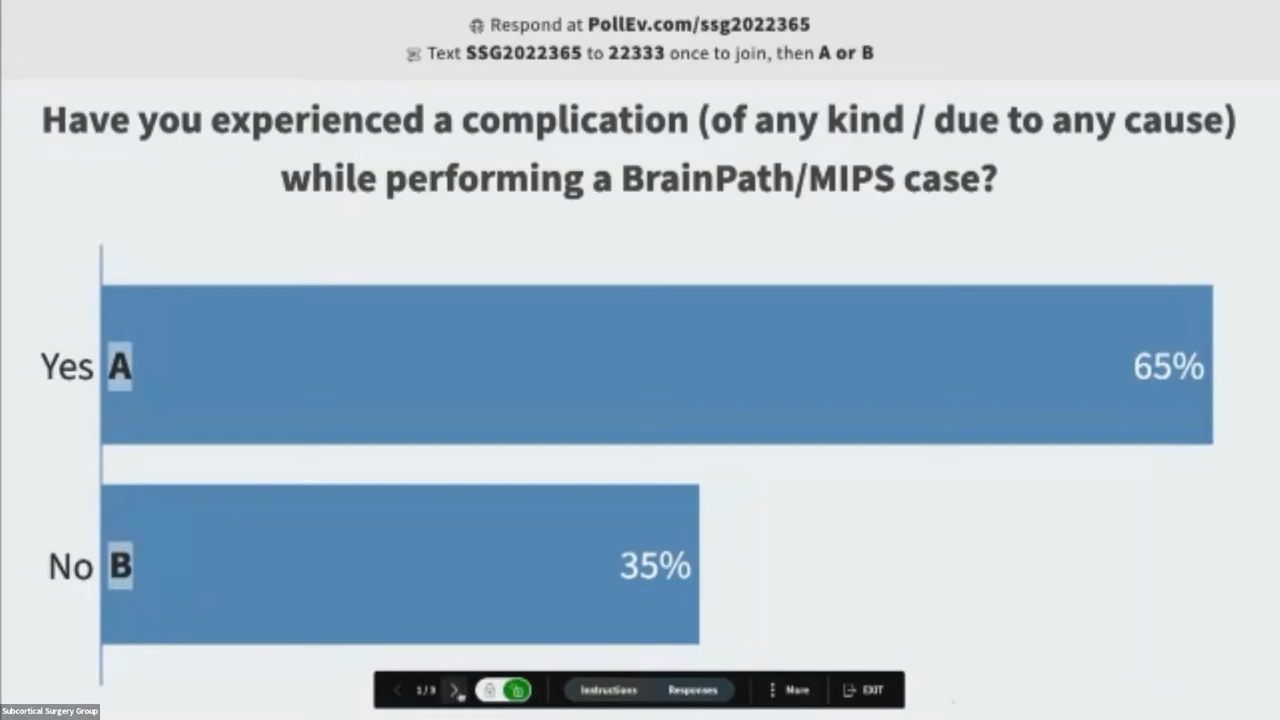 Respond at PollEv.com/ssg2022365
Text SSG2022365 to 22333 once to join, then A or B
Have you experienced a complication (of any kind / due to any cause)
while performing a BrainPath/MIPS case?
Yes A 65%
No B 35%
1/3 Instructions Responses More EXIT
Subcortical Surgery Group